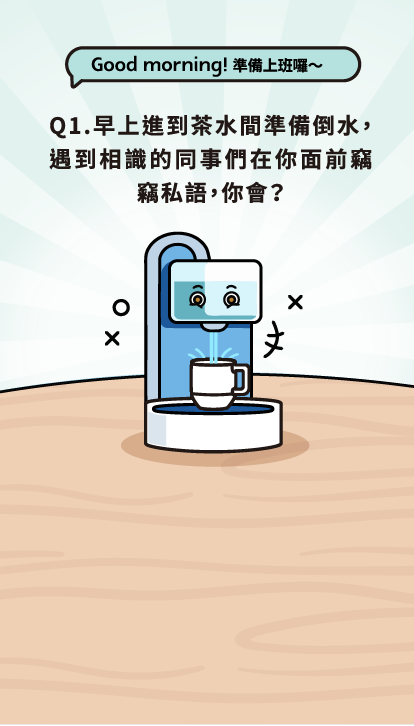 Good morning! 準備上班囉～
Q1.早上進到茶水間準備倒水，
遇到相識的同事們在你面前竊
竊私語，你會？